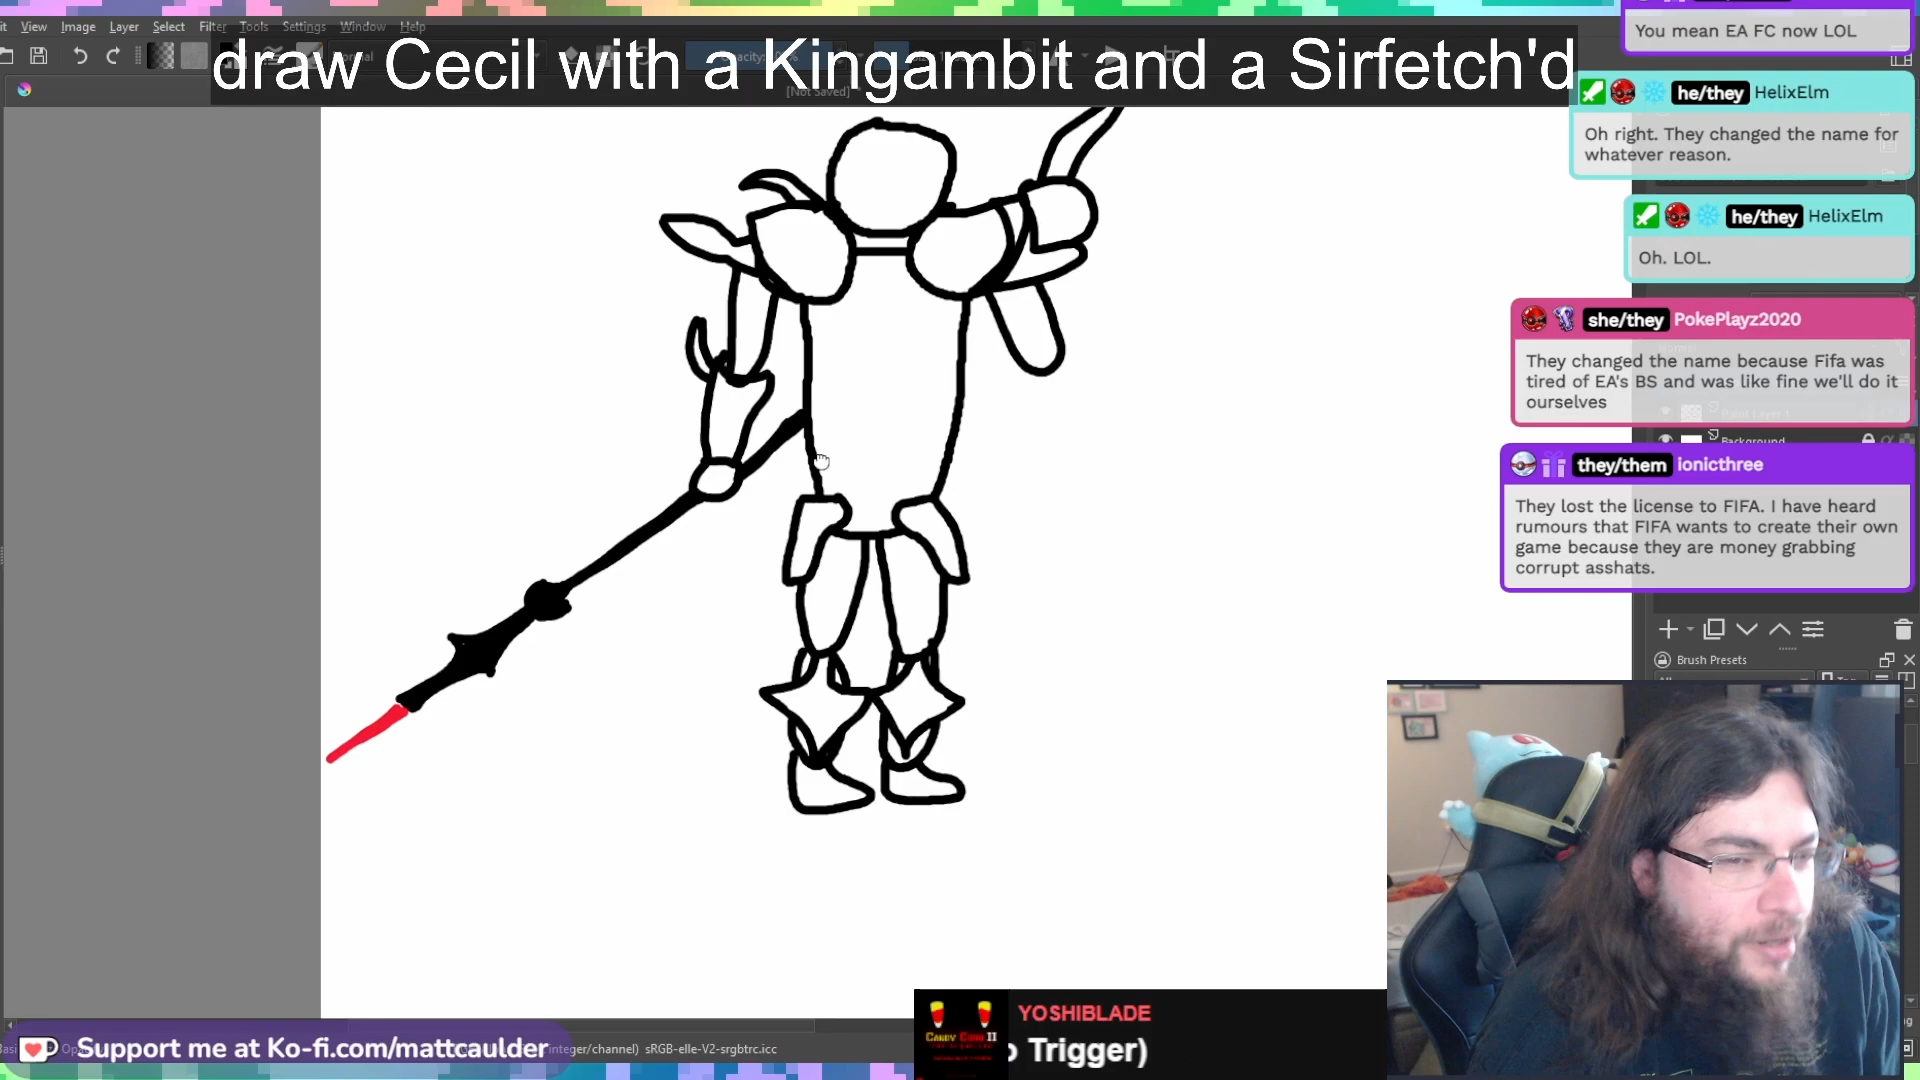 View Image Layer Select Filter Tools Settings Window Help
draw Cecil with a Kingambit and a Sirfetch'd
[Not Saved]
You mean EA FC now LOL
he/they HelixElm
Oh right. They changed the name for
whatever reason.
he/they HelixElm
Oh. LOL.
she/they PokePlayz2020
They changed the name because Fifa was
tired of EA's BS and was like fine we'll do it
ourselves
Background
they/them ionicthree
They lost the license to FIFA. I have heard
rumours that FIFA wants to create their own
game because they are money grabbing
corrupt asshats.
Brush Presets
YOSHIBLADE
Trigger)
Support me at Ko-fi.com/mattcaulder
integer/channel) sRGB-elle-V2-srgbtrc.icc